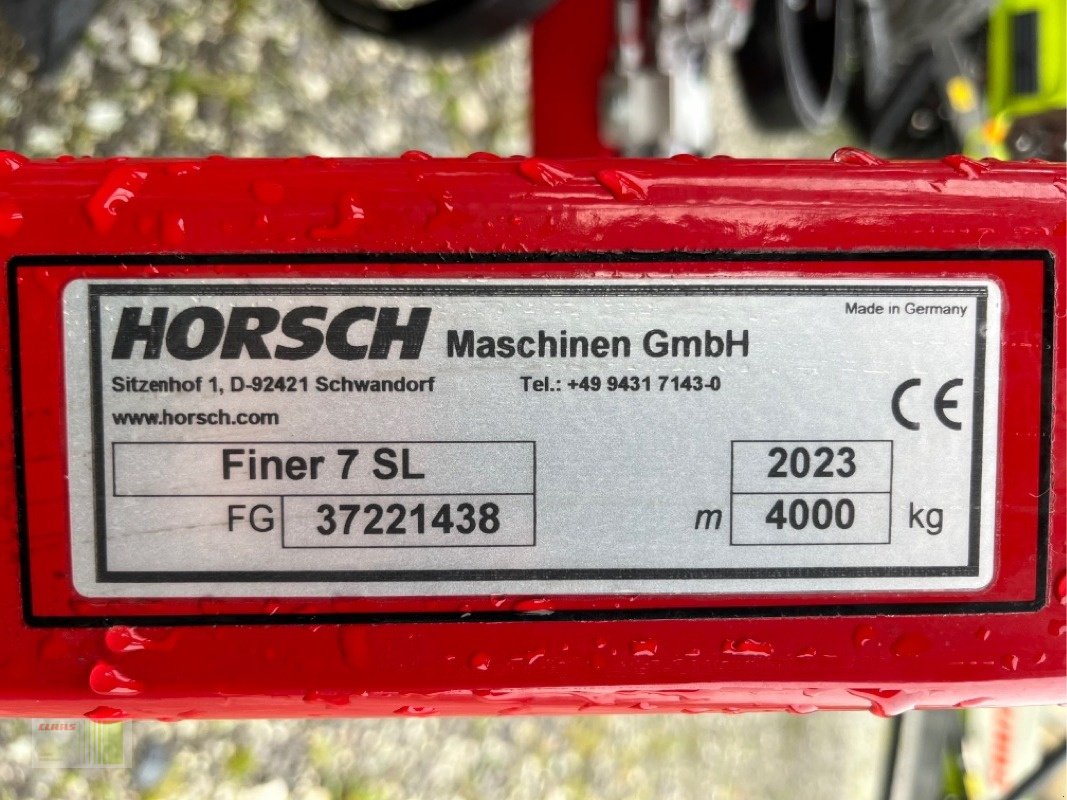 HORSCH Maschinen GmbH
Made in Germany
Sitzenhof 1, D-92421 Schwandorf Tel.: +49 9431 7143-0
www.horsch.com
CE
Finer 7 SL 2023
FG 37221438 m 4000 kg
CLAAS